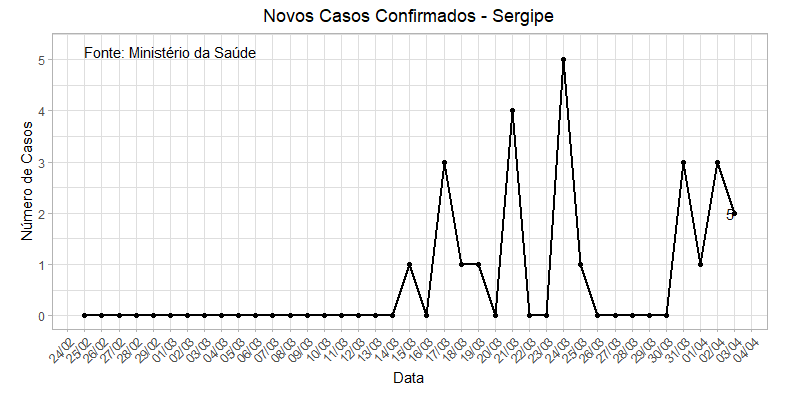 Novos Casos Confirmados - Sergipe
Fonte: Ministério da Saúde
5
4
3
2
1
0
5
Número de Casos
24/02 25/02 26/02 27/02 28/02 29/02 01/03 02/03 03/03 04/03 05/03 06/03 07/03 08/03 09/03 10/03 11/03 12/03 13/03 14/03 15/03 16/03 17/03 18/03 19/03 20/03 21/03 22/03 23/03 24/03 25/03 26/03 27/03 28/03 29/03 30/03 31/03 01/04 02/04 03/04 04/04
Data